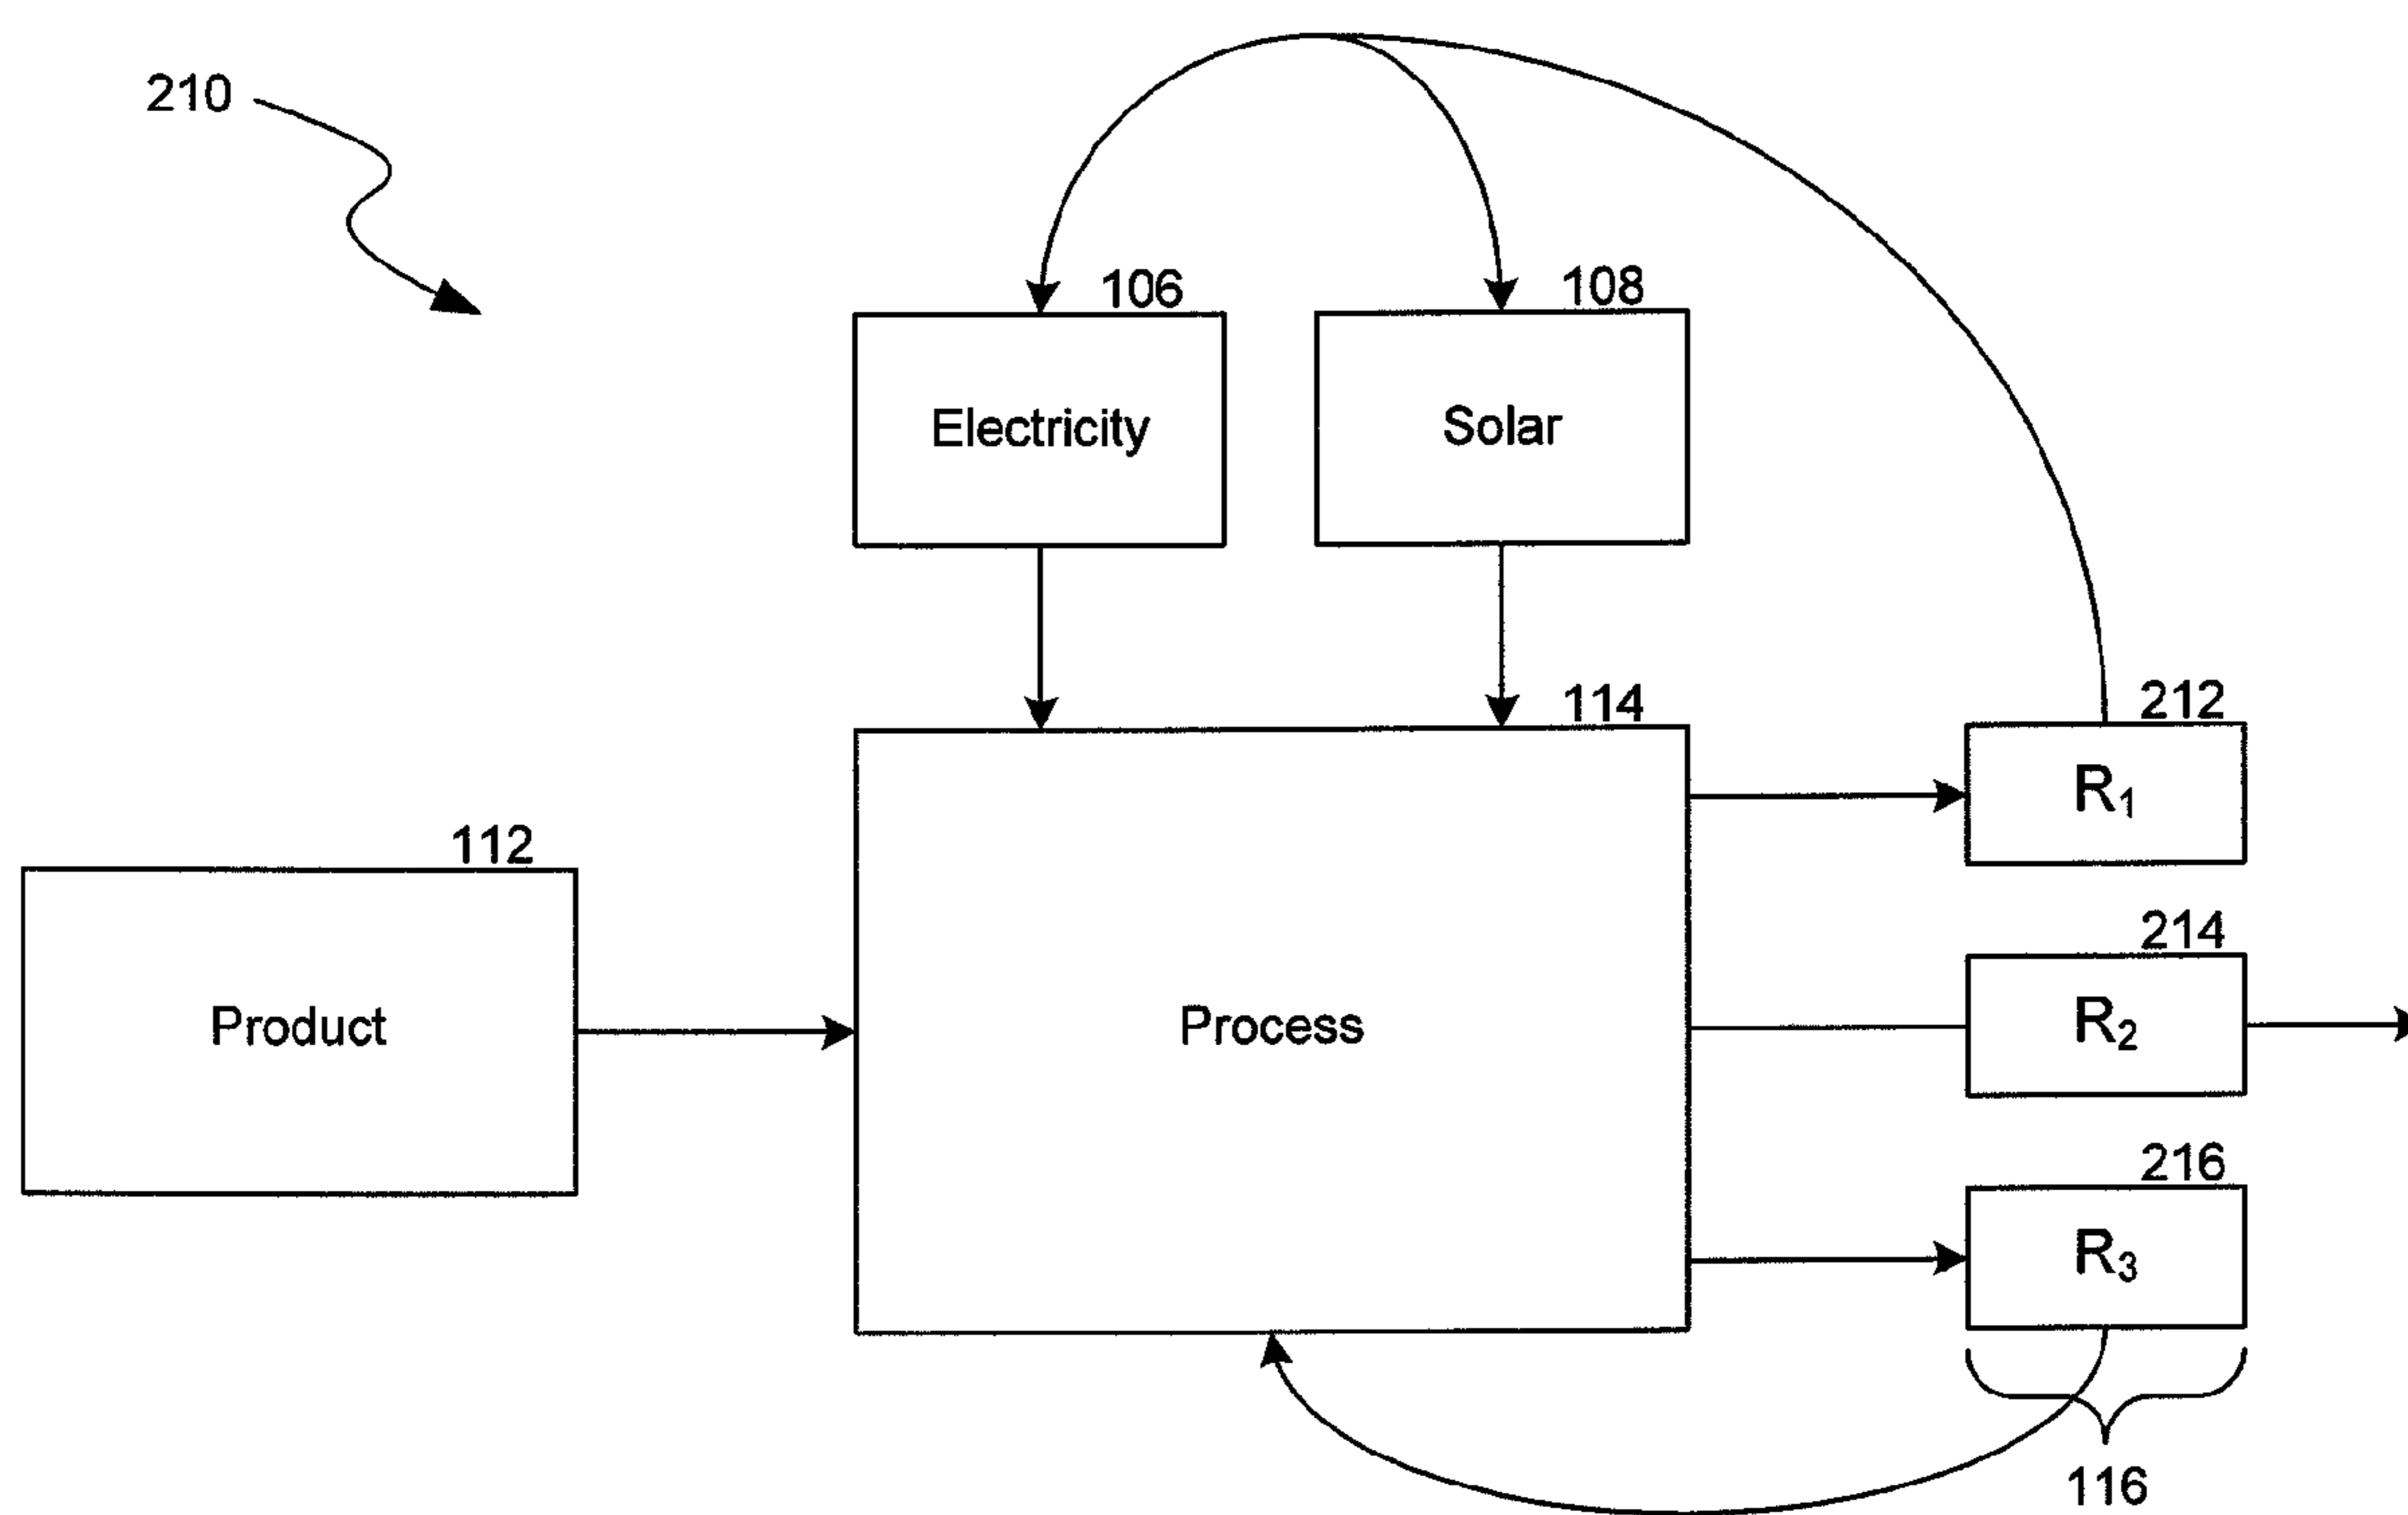 210
106
108
Electricity
Solar
114
212
R₁
112
214
Product
Process
R₂
216
R₃
116